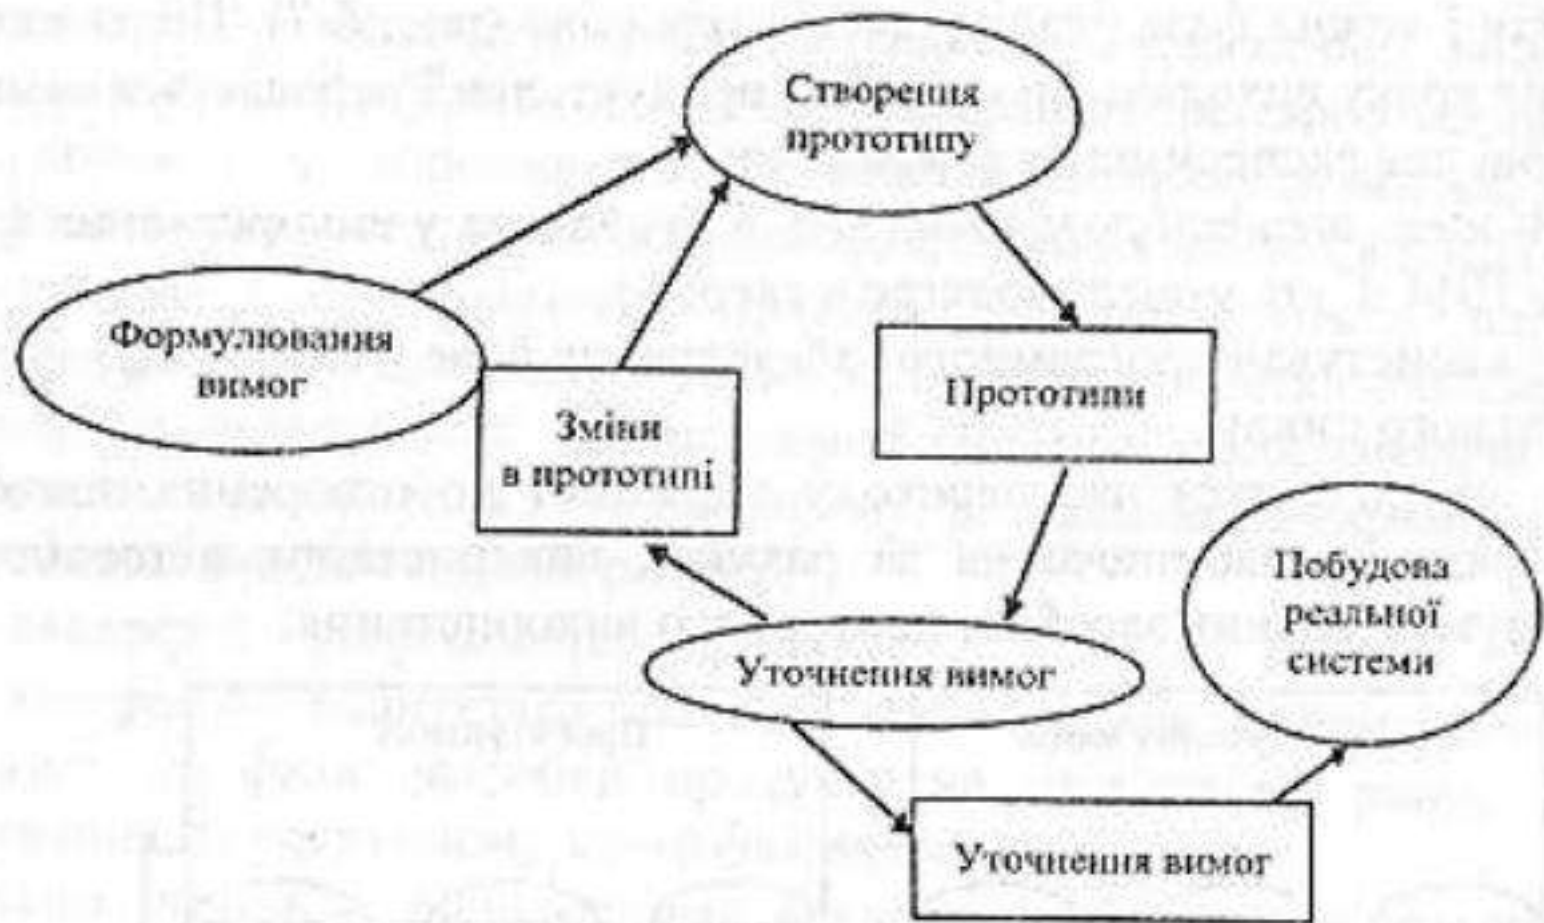 Створення
прототипу
Формулювання
вимог
Зміни
в прототипі
Прототипи
Побудова
реальної
системи
Уточнення вимог
Уточнення вимог